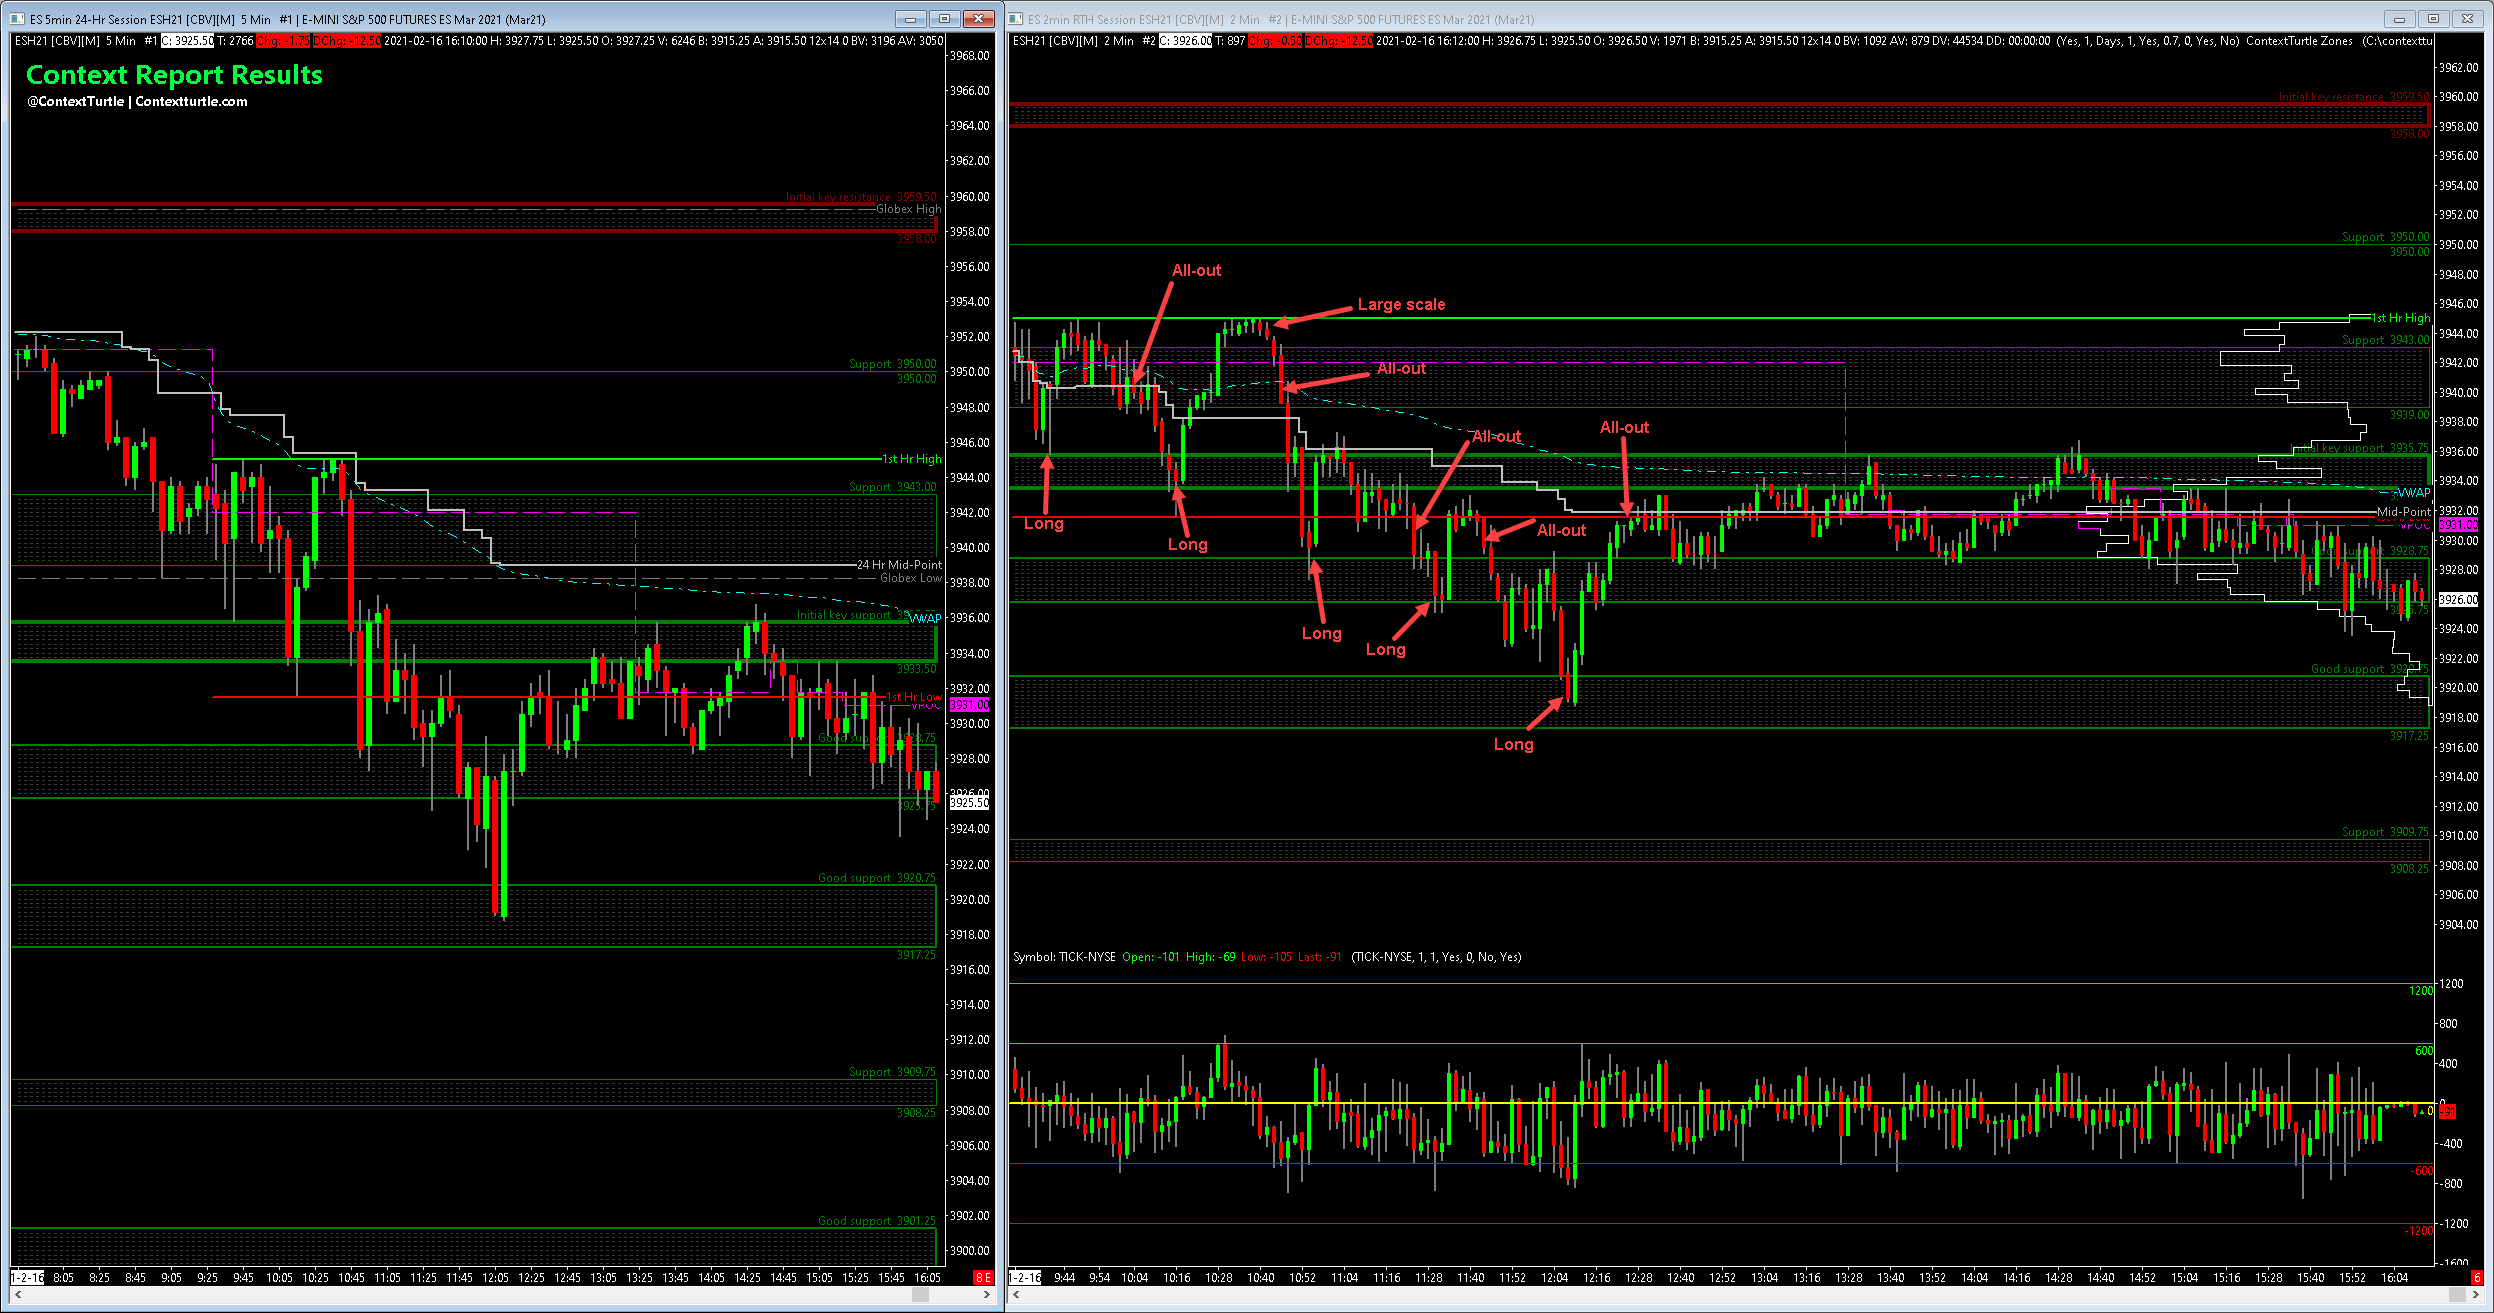 ES 5min 24-Hr Session ESH21 [CBV][M] 5 Min #1 | E-MINI S&P 500 FUTURES ES Mar 2021 (Mar21)
ESH21 [CBV][M] 5 Min #1 C: 3925.50 T: 2766 Chg: -1.75 DChg: -12.50 2021-02-16 16:10:00 H: 3927.75 L: 3925.50 O: 3927.25 V: 6246 B: 3915.25 A: 3915.50 12x14 0 BV: 3196 AV: 3050
Context Report Results
@ContextTurtle | Contextturtle.com
Initial key resistance 3959.50
Globex High
3958.00
Support 3950.00
3950.00
1st Hr High
Support 3943.00
24 Hr Mid-Point
Globex Low
Initial key support
VWAP
3933.50
1st Hr Low
VPOC
Good support 3928.75
3925.75
Good support 3920.75
3917.25
Support 3909.75
3908.25
Good support 3901.25
3968.00
3966.00
3964.00
3962.00
3960.00
3958.00
3956.00
3954.00
3952.00
3950.00
3948.00
3946.00
3944.00
3942.00
3940.00
3938.00
3936.00
3934.00
3932.00
3931.00
3930.00
3928.00
3926.00
3925.50
3924.00
3922.00
3920.00
3918.00
3916.00
3914.00
3912.00
3910.00
3908.00
3906.00
3904.00
3902.00
3900.00
1-2-16 8:05 8:25 8:45 9:05 9:25 9:45 10:05 10:25 10:45 11:05 11:25 11:45 12:05 12:25 12:45 13:05 13:25 13:45 14:05 14:25 14:45 15:05 15:25 15:45 16:05 8 E
ES 2min RTH Session ESH21 [CBV][M] 2 Min #2 | E-MINI S&P 500 FUTURES ES Mar 2021 (Mar21)
ESH21 [CBV][M] 2 Min #2 C: 3926.00 T: 897 Chg: -0.50 DChg: -12.50 2021-02-16 16:12:00 H: 3926.75 L: 3925.50 O: 3926.50 V: 1971 B: 3915.25 A: 3915.50 12x14 0 BV: 1092 AV: 879 DV: 44534 DD: 00:00:00 (Yes, 1, Days, 1, Yes, 0.7, 0, Yes, No) ContextTurtle Zones (C:\contexttu
Initial key resistance 3959.50
3958.00
Support 3950.00
3950.00
All-out
Large scale
1st Hr High
Support 3943.00
All-out
3939.00
All-out
All-out
Initial key support 3935.75
VWAP
Mid-Point
VPOC
Long
Long
All-out
Good support 3928.75
3925.75
Long
Long
Good support 3920.75
3917.25
Long
Support 3909.75
3908.25
3962.00
3960.00
3958.00
3956.00
3954.00
3952.00
3950.00
3948.00
3946.00
3944.00
3942.00
3940.00
3938.00
3936.00
3934.00
3932.00
3931.00
3930.00
3928.00
3926.00
3924.00
3922.00
3920.00
3918.00
3916.00
3914.00
3912.00
3910.00
3908.00
3906.00
3904.00
Symbol: TICK-NYSE Open: -101 High: -69 Low: -105 Last: -91 (TICK-NYSE, 1, 1, Yes, 0, No, Yes)
1200
600
0
-600
-1200
1200
800
400
0
-91
-400
-800
-1200
-1600
1-2-16 9:44 9:54 10:04 10:16 10:28 10:40 10:52 11:04 11:16 11:28 11:40 11:52 12:04 12:16 12:28 12:40 12:52 13:04 13:16 13:28 13:40 13:52 14:04 14:16 14:28 14:40 14:52 15:04 15:16 15:28 15:40 15:52 16:04 6